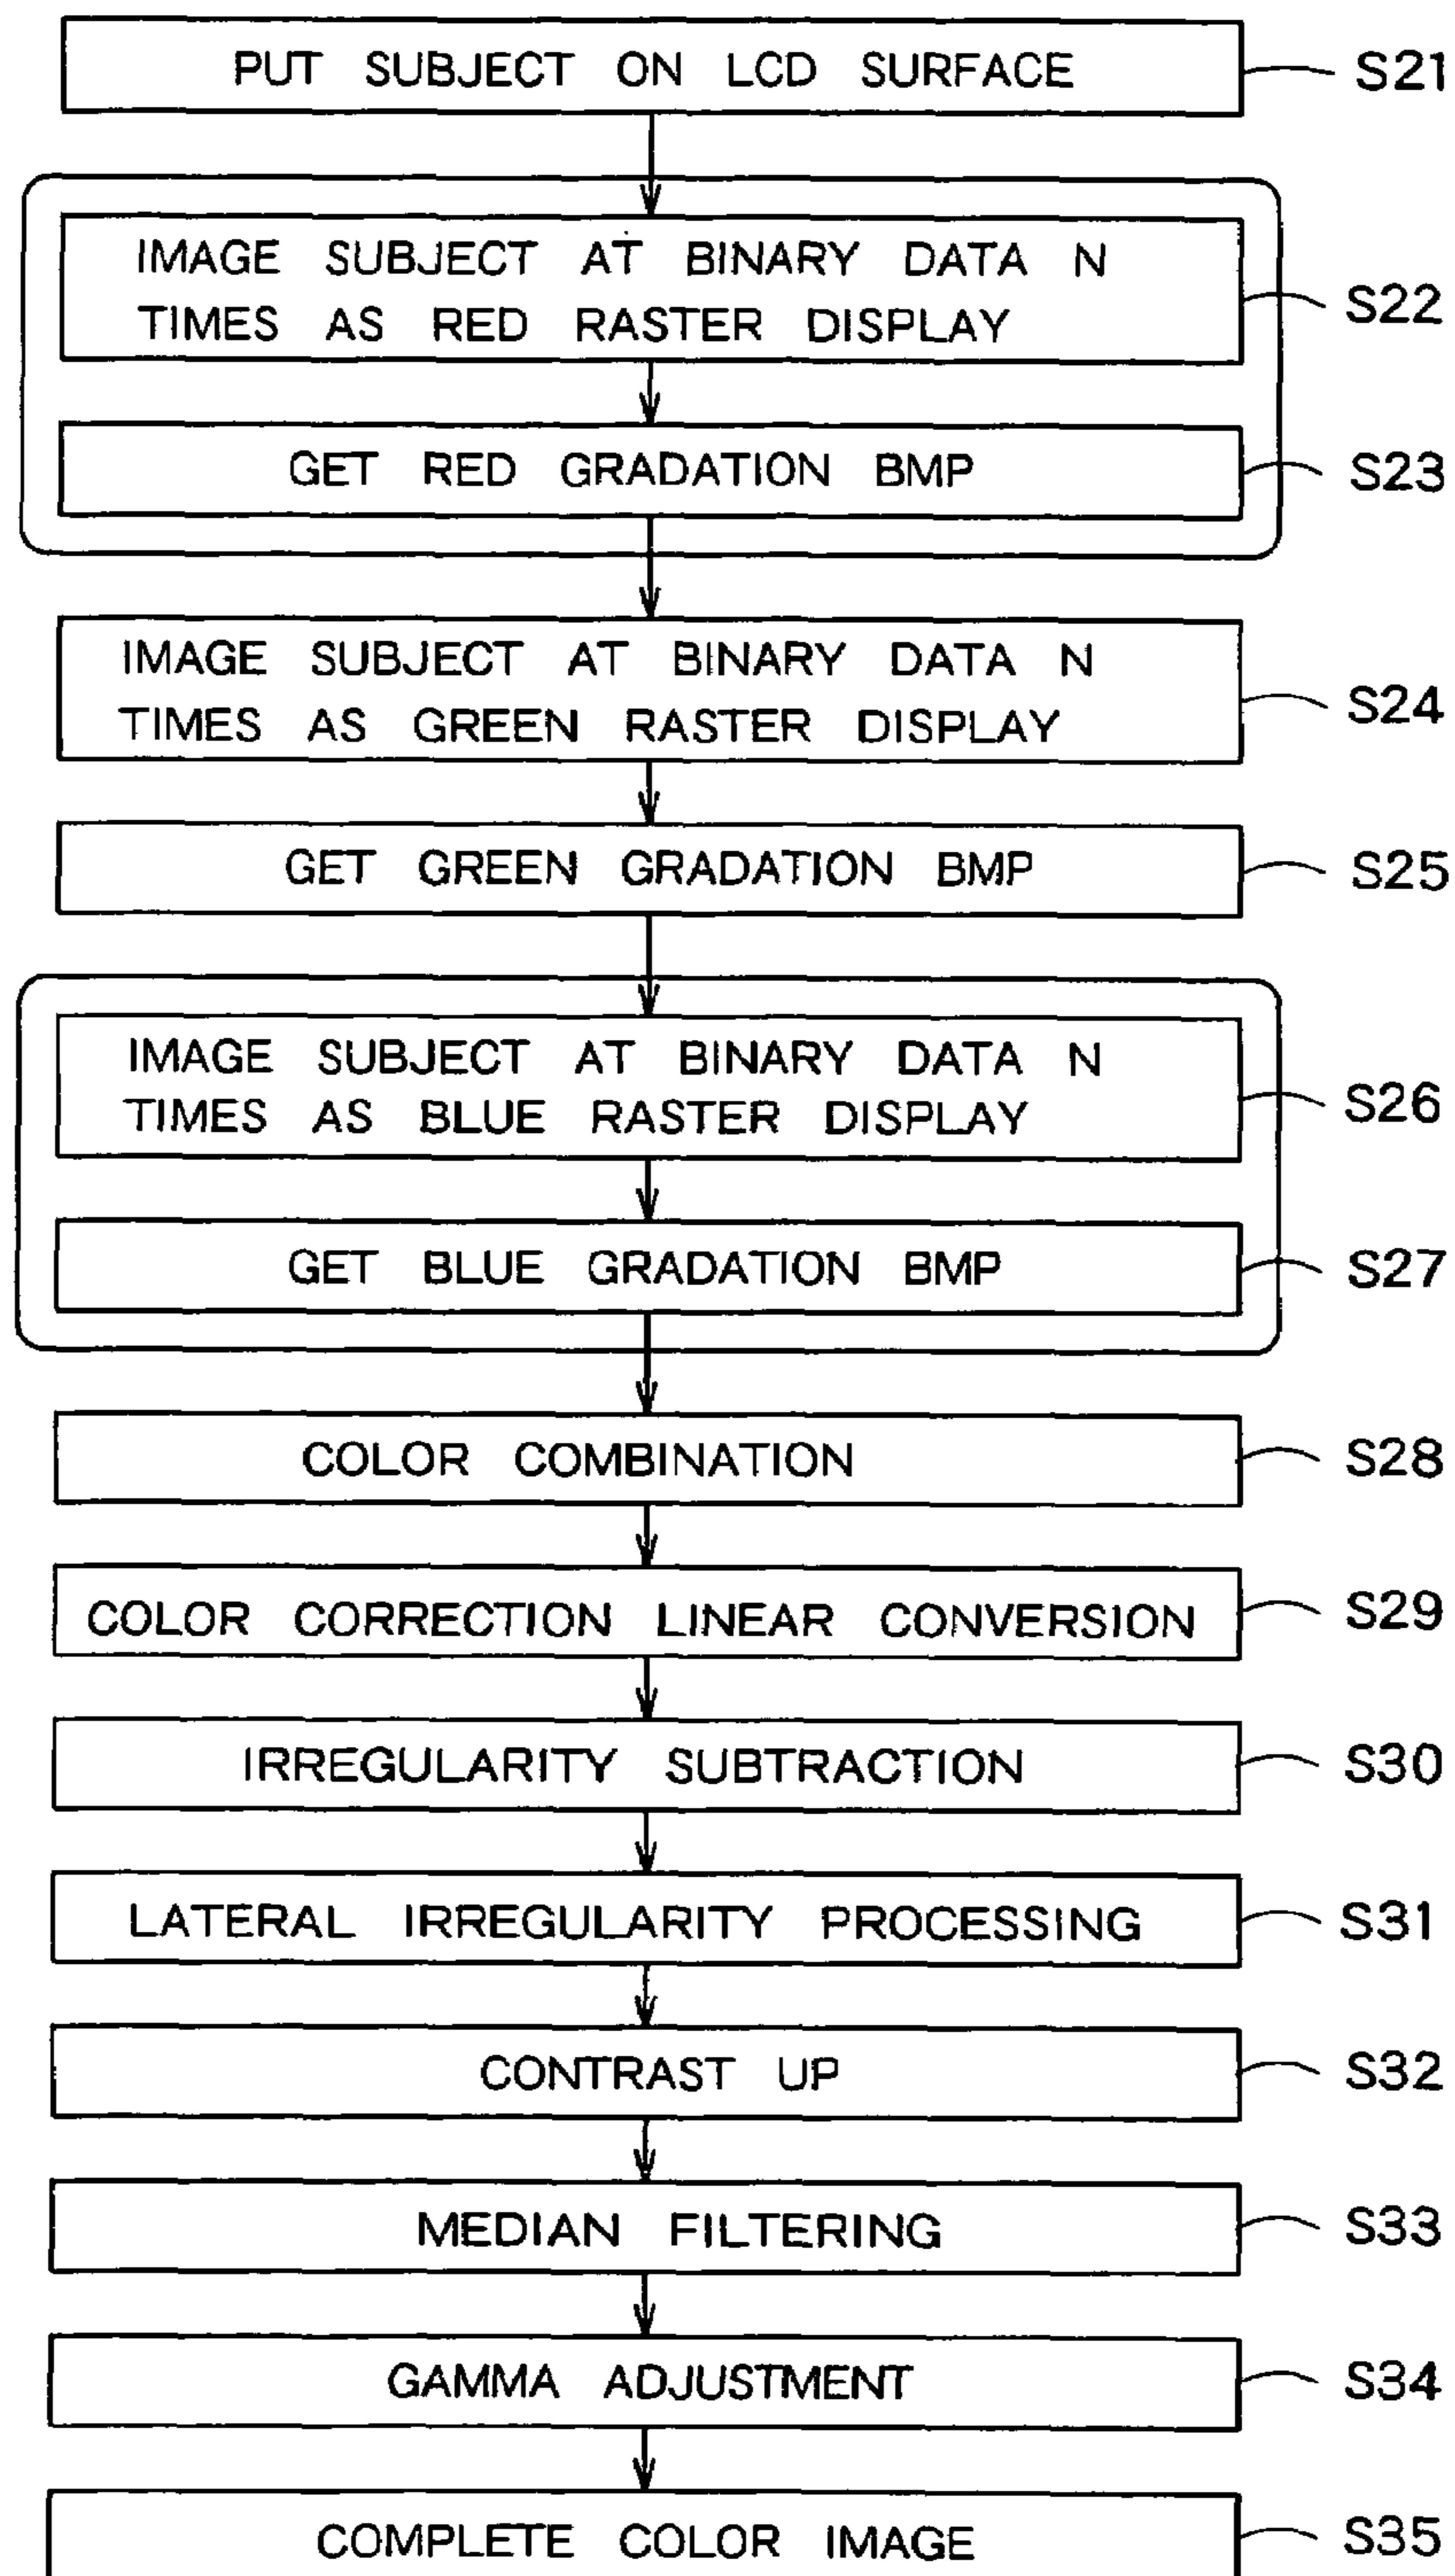 PUT SUBJECT ON LCD SURFACE S21
IMAGE SUBJECT AT BINARY DATA N
TIMES AS RED RASTER DISPLAY S22
GET RED GRADATION BMP S23
IMAGE SUBJECT AT BINARY DATA N
TIMES AS GREEN RASTER DISPLAY S24
GET GREEN GRADATION BMP S25
IMAGE SUBJECT AT BINARY DATA N
TIMES AS BLUE RASTER DISPLAY S26
GET BLUE GRADATION BMP S27
COLOR COMBINATION S28
COLOR CORRECTION LINEAR CONVERSION S29
IRREGULARITY SUBTRACTION S30
LATERAL IRREGULARITY PROCESSING S31
CONTRAST UP S32
MEDIAN FILTERING S33
GAMMA ADJUSTMENT S34
COMPLETE COLOR IMAGE S35